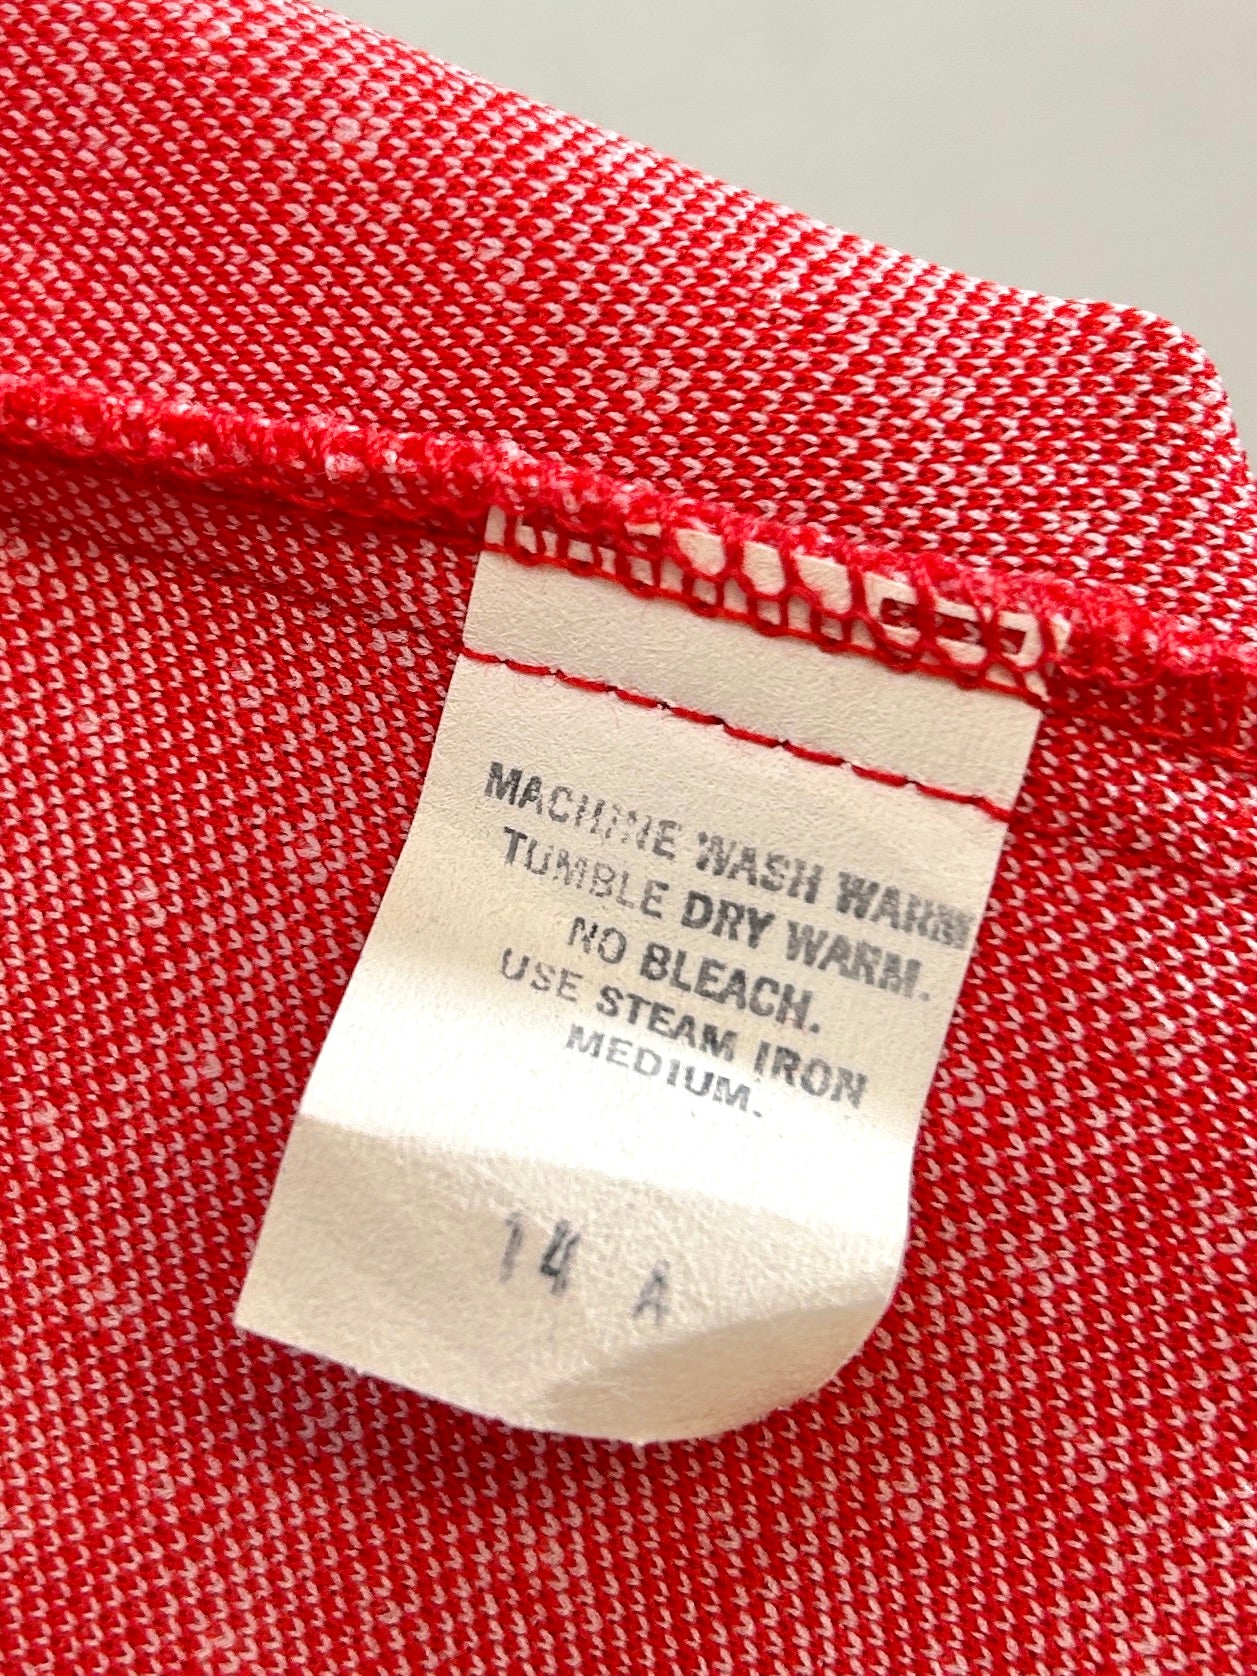 MACHINE WASH WARM
TUMBLE DRY WARM.
NO BLEACH.
USE STEAM IRON
MEDIUM.
14 A